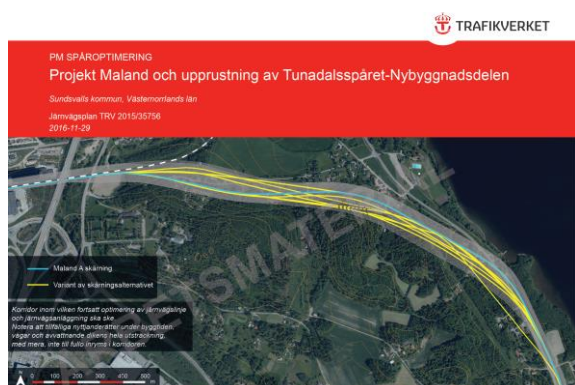 TRAFIKVERKET
PM SPÅROPTIMERING
Projekt Maland och upprustning av Tunadalsspåret-Nybyggnadsdelen
Sundsvalls kommun, Västernorrlands län
Järnvägsplan TRV 2015/35756
2016-11-29
SMATERIAL
Maland A skärning
Variant av skärningsalternativet
Korridor inom vilken fortsatt optimering av järnvägslinje
och järnvägsanläggning ska ske.
Notera att tillfälliga nyttjanderätter under byggtiden,
vägar och avvattnande dikens hela utsträckning,
med mera, inte till fullo inryms i korridoren.
N
0 100 200 300 400 500
m